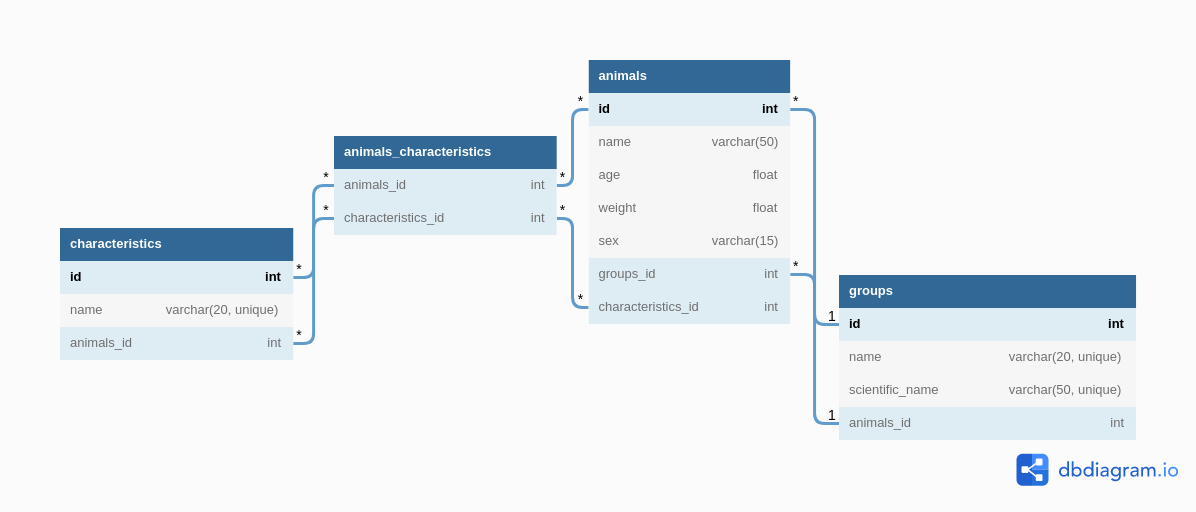 animals
* id int *
name varchar(50)
age float
weight float
sex varchar(15)
groups_id int *
* characteristics_id int
animals_characteristics
* animals_id int *
* characteristics_id int *
characteristics
id int *
name varchar(20, unique)
animals_id int *
groups
1 id int
name varchar(20, unique)
scientific_name varchar(50, unique)
1 animals_id int
dbdiagram.io